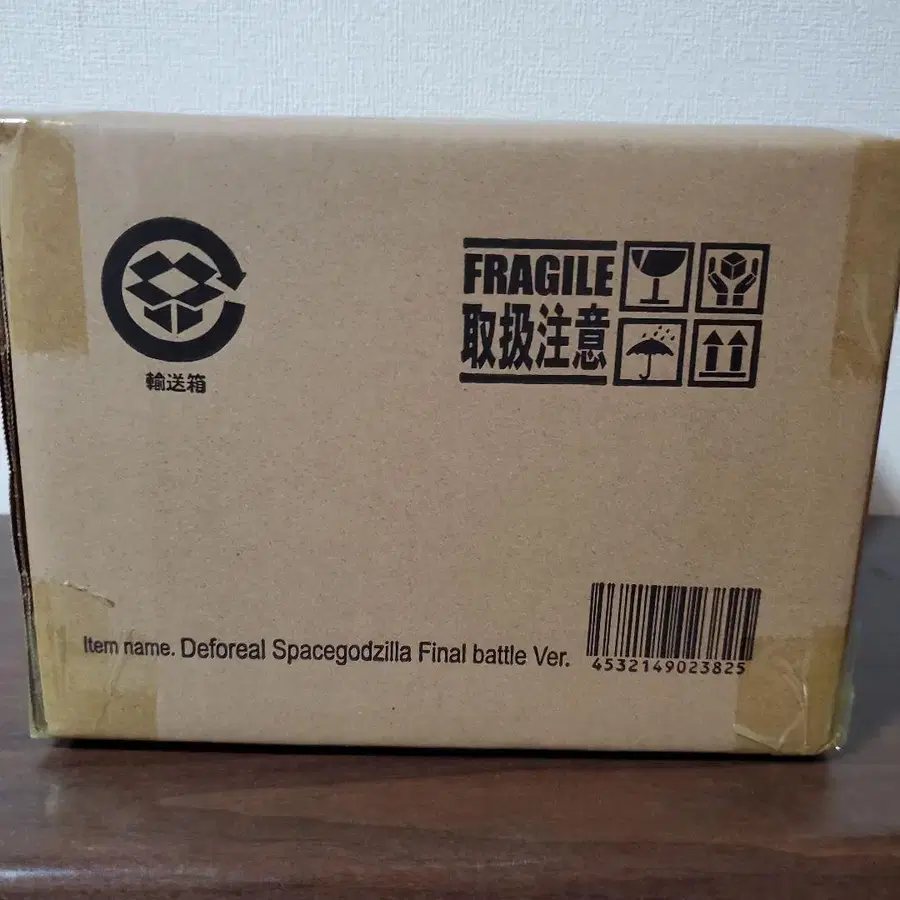 輸送箱
FRAGILE
取扱注意
Item name. Deforeal Spacegodzilla Final battle Ver.
4532149023825